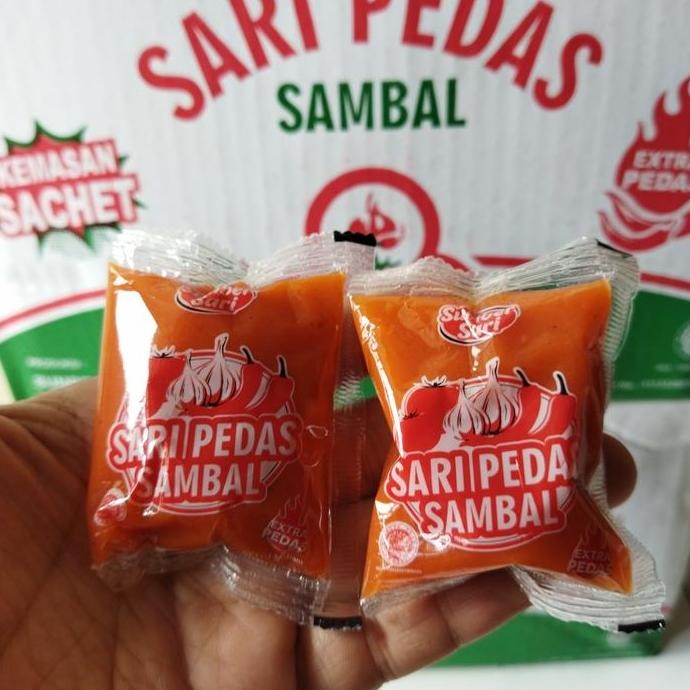 SARI PEDAS
SAMBAL
KEMASAN
SACHET
EXTRA
PEDAS
Sumber
Sari
SARI PEDAS
SAMBAL
EXTRA
PEDAS
Sumber
Sari
SARI PEDAS
SAMBAL
EXTRA
PEDAS